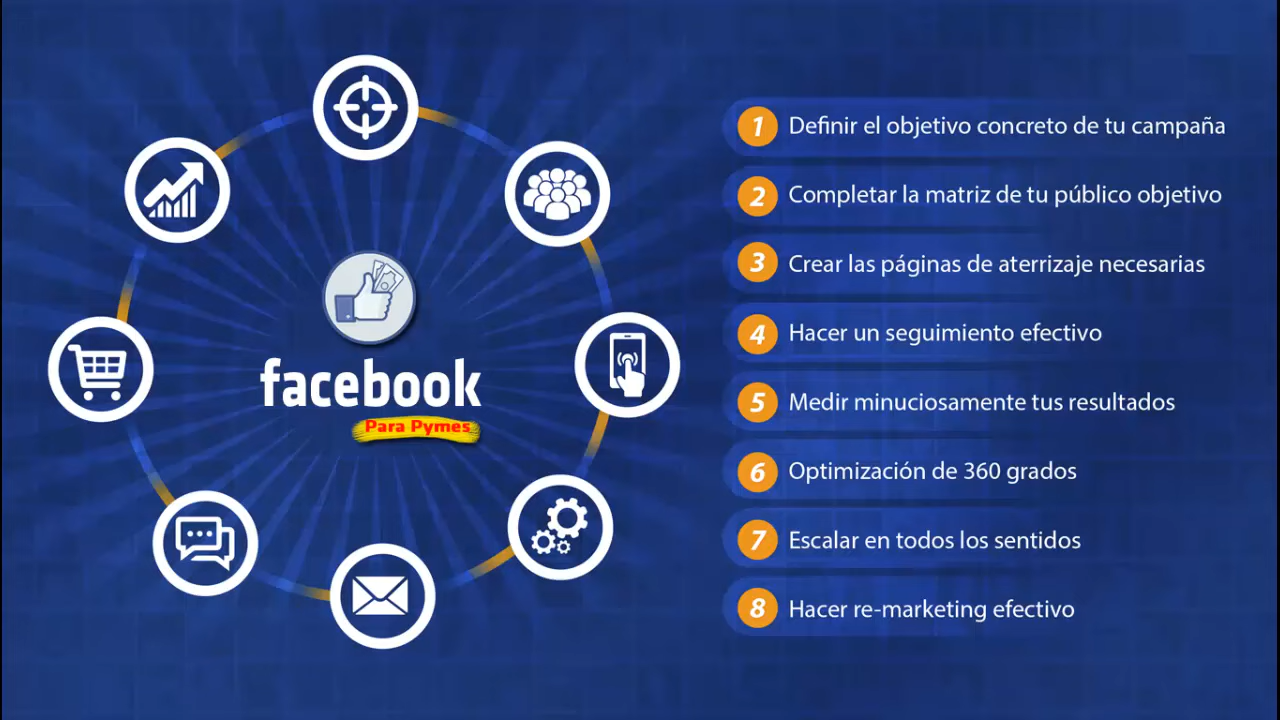 facebook
Para Pymes
1 Definir el objetivo concreto de tu campaña
2 Completar la matriz de tu público objetivo
3 Crear las páginas de aterrizaje necesarias
4 Hacer un seguimiento efectivo
5 Medir minuciosamente tus resultados
6 Optimización de 360 grados
7 Escalar en todos los sentidos
8 Hacer re-marketing efectivo